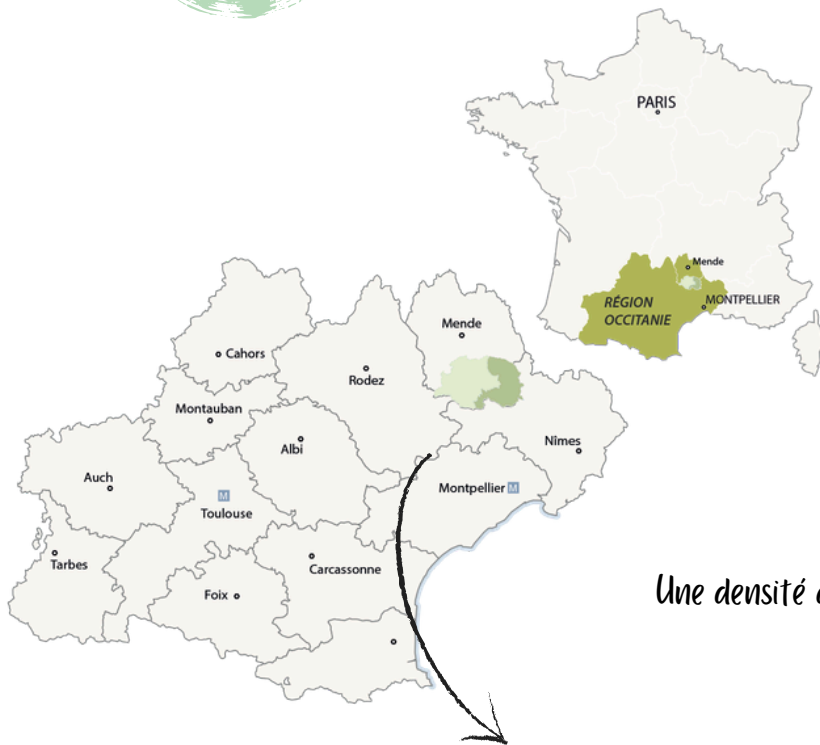 PARIS
Mende
RÉGION
OCCITANIE
MONTPELLIER
Mende
Cahors
Rodez
Montauban
Albi
Nîmes
Auch
Montpellier M
M
Toulouse
Tarbes
Carcassonne
Foix
Une densité